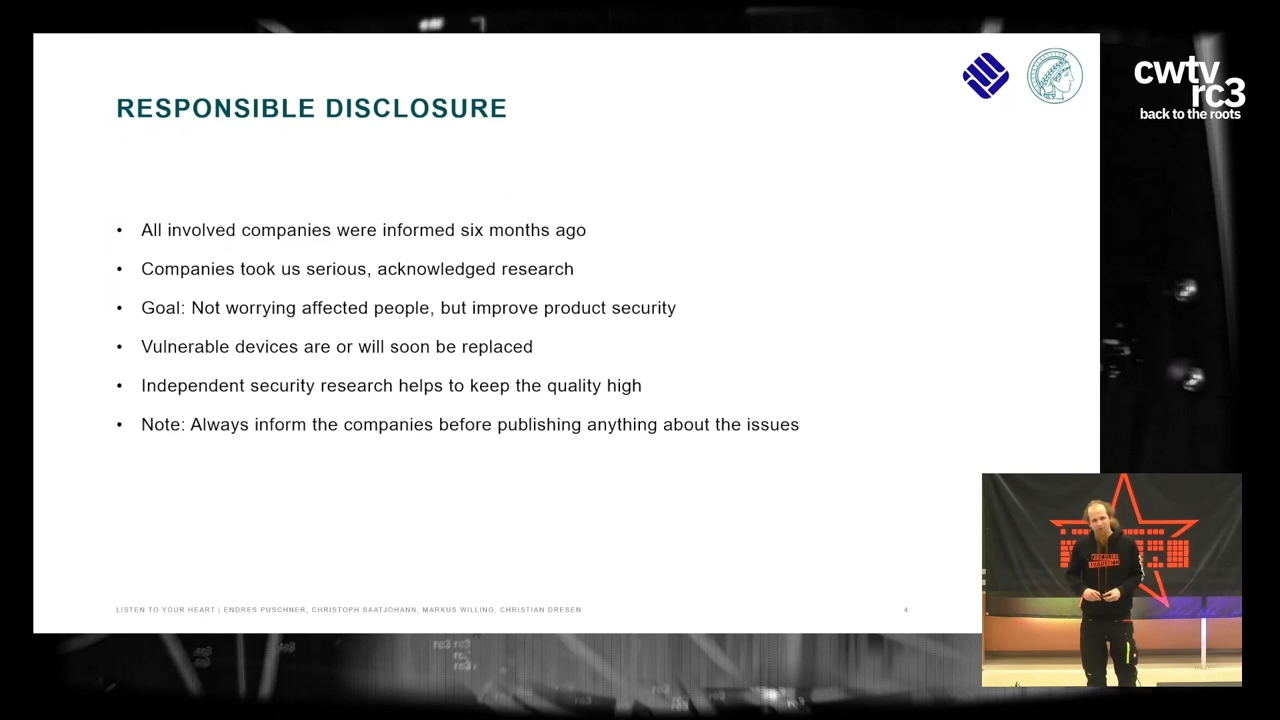 cwtv
rc3
back to the roots
RESPONSIBLE DISCLOSURE
• All involved companies were informed six months ago
• Companies took us serious, acknowledged research
• Goal: Not worrying affected people, but improve product security
• Vulnerable devices are or will soon be replaced
• Independent security research helps to keep the quality high
• Note: Always inform the companies before publishing anything about the issues
LISTEN TO YOUR HEART | ENDRES PUSCHNER, CHRISTOPH SAATJOHANN, MARKUS WILLING, CHRISTIAN DRESEN
4
rc3 rc3